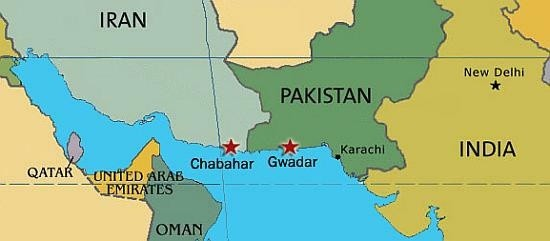 IRAN
New Delhi
PAKISTAN
Karachi
INDIA
Chabahar
Gwadar
QATAR
UNITED ARAB
EMIRATES
OMAN